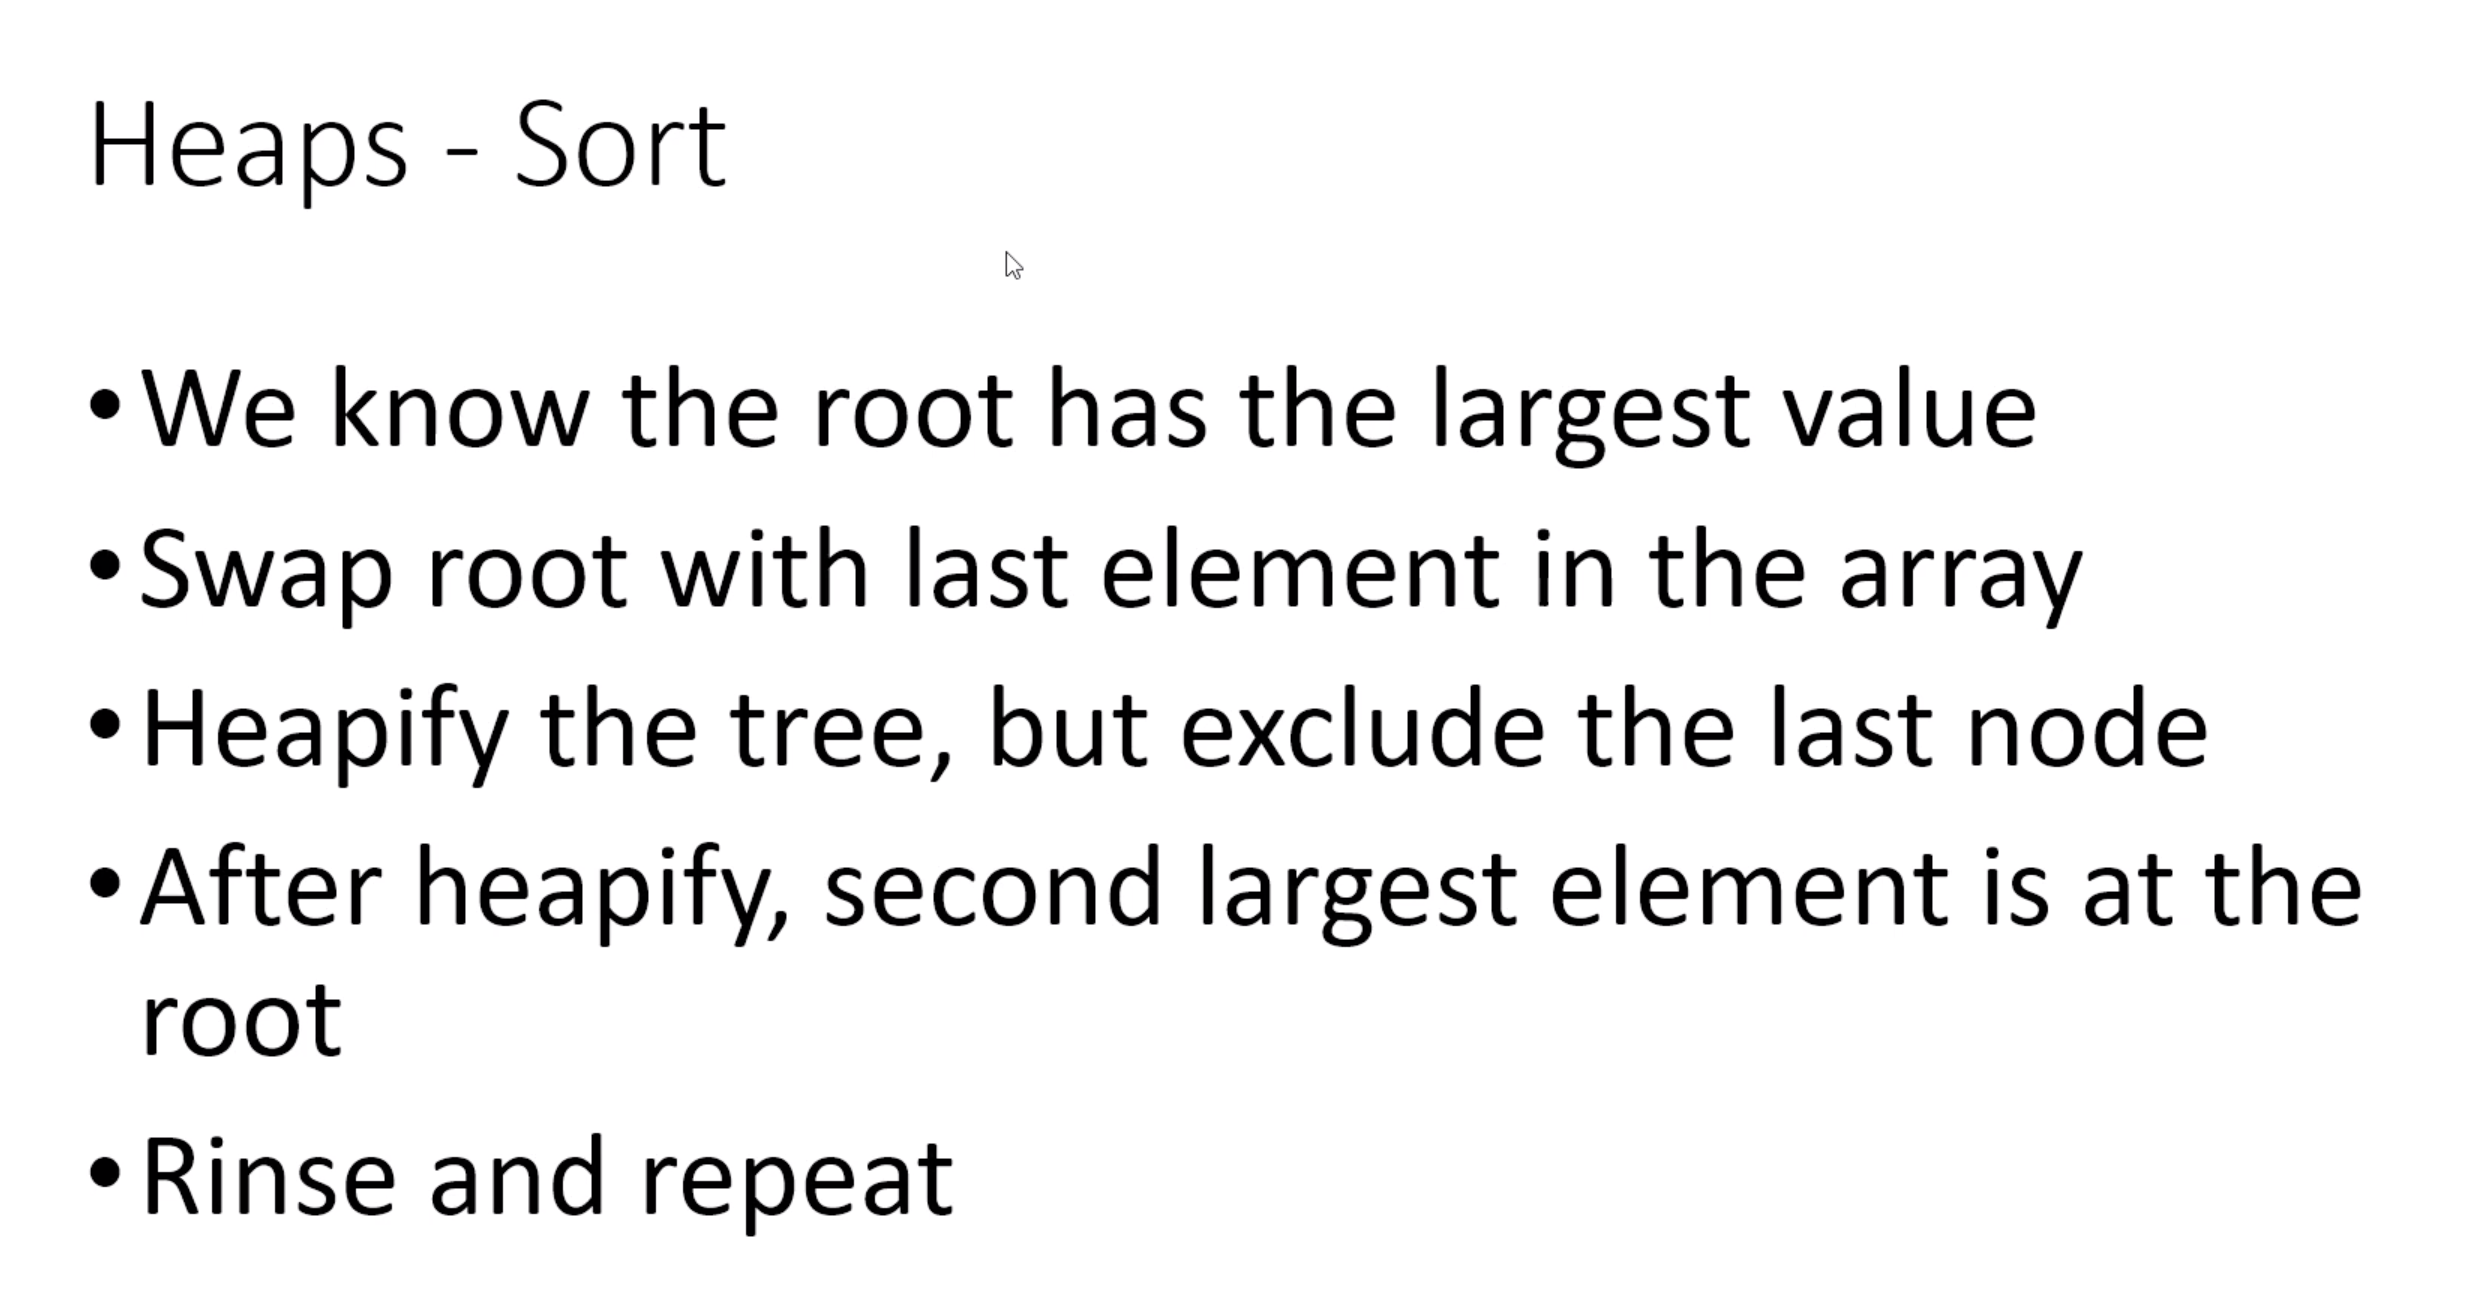 Heaps - Sort
• We know the root has the largest value
• Swap root with last element in the array
• Heapify the tree, but exclude the last node
• After heapify, second largest element is at the
root
• Rinse and repeat